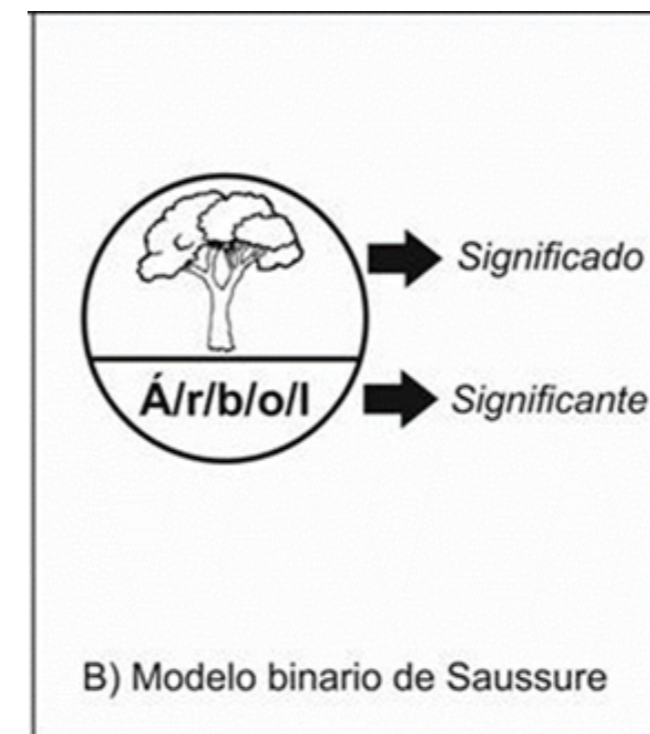 Significado
Á/r/b/o/l
Significante
B) Modelo binario de Saussure